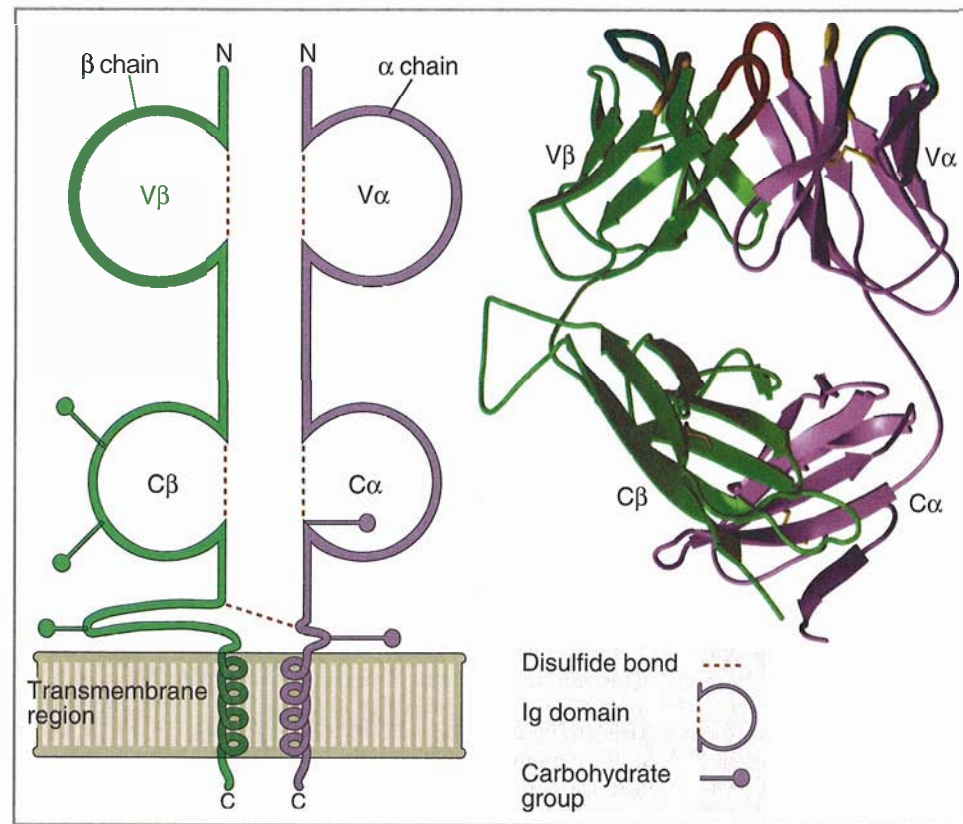 N
N
β chain
α chain
Vβ
Vα
Cβ
Cα
Transmembrane
region
C
C
Vβ
Vα
Cβ
Cα
Disulfide bond
Ig domain
Carbohydrate
group